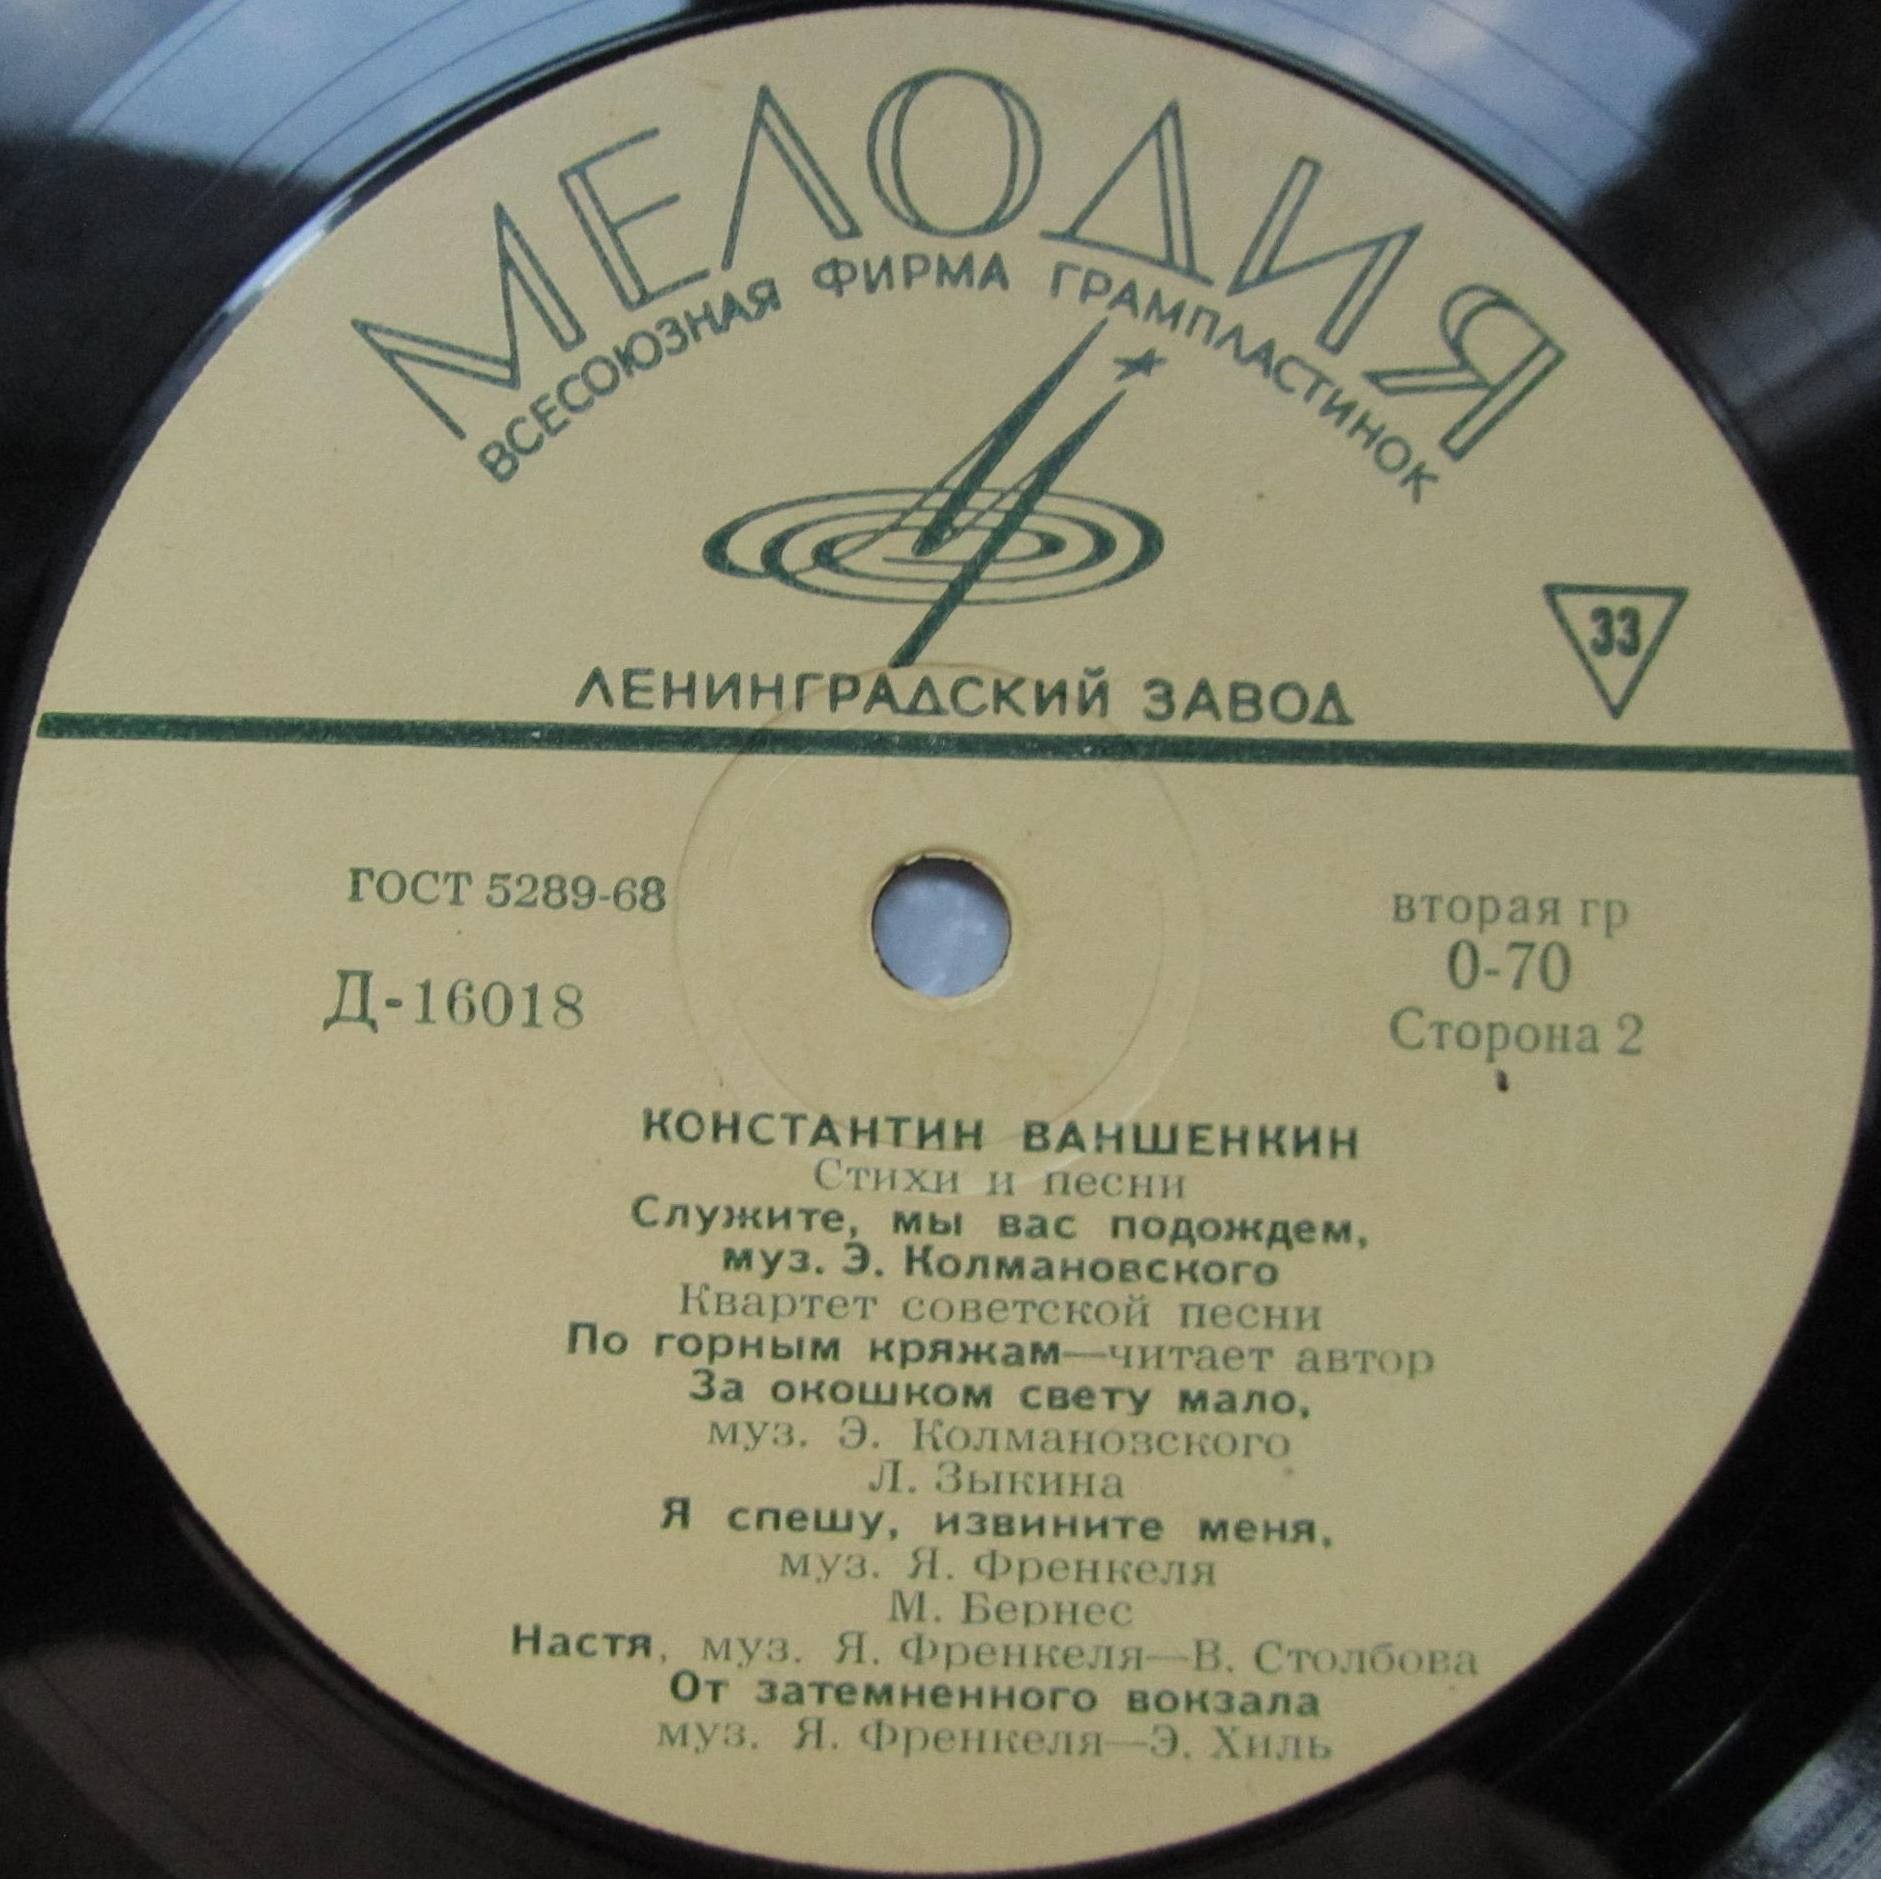 МЕЛОДИЯ
ВСЕСОЮЗНАЯ ФИРМА ГРАМПЛАСТИНОК
33
ЛЕНИНГРАДСКИЙ ЗАВОД
ГОСТ 5289-68
Д-16018
вторая гр
0-70
Сторона 2
КОНСТАНТИН ВАНШЕНКИН
Стихи и песни
Служите, мы вас подождем,
муз. Э. Колмановского
Квартет советской песни
По горным кряжам—читает автор
За окошком свету мало,
муз. Э. Колмановского
Л. Зыкина
Я спешу, извините меня,
муз. Я. Френкеля
М. Бернес
Настя, муз. Я. Френкеля—В. Столбова
От затемненного вокзала
муз. Я. Френкеля—Э. Хиль